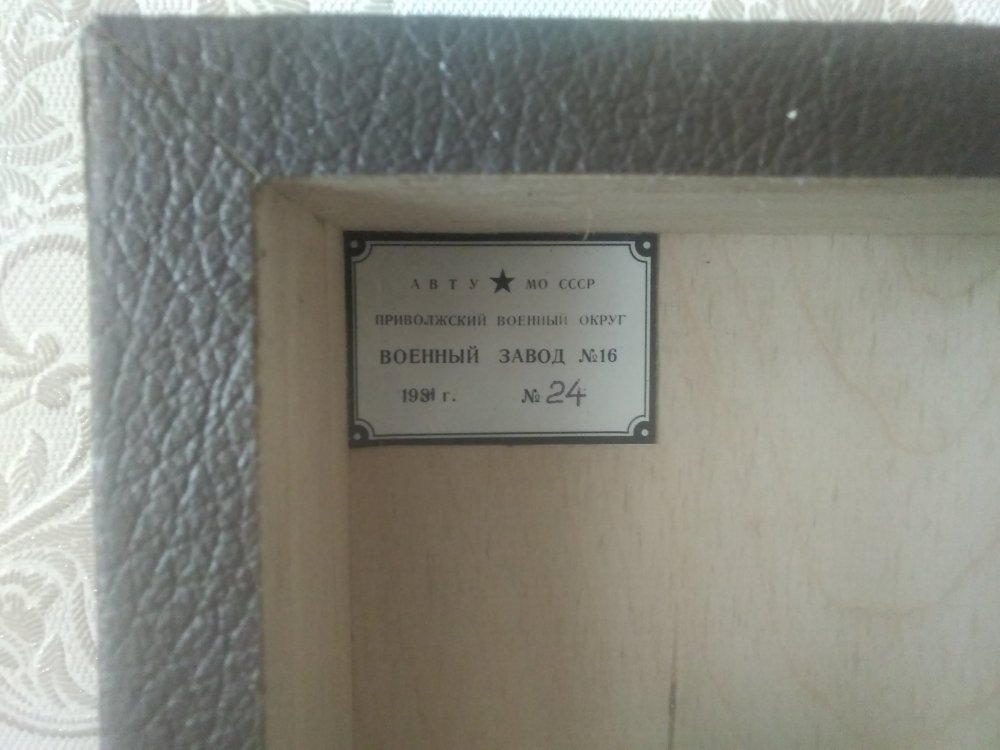 АВТУ ★ МО СССР
ПРИВОЛЖСКИЙ ВОЕННЫЙ ОКРУГ
ВОЕННЫЙ ЗАВОД №16
г. № 24